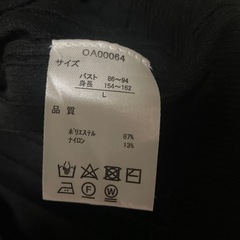 OA00064
サイズ
バスト 86~94
身長 154~162
L
品質
ポリエステル 87%
ナイロン 13%
F W